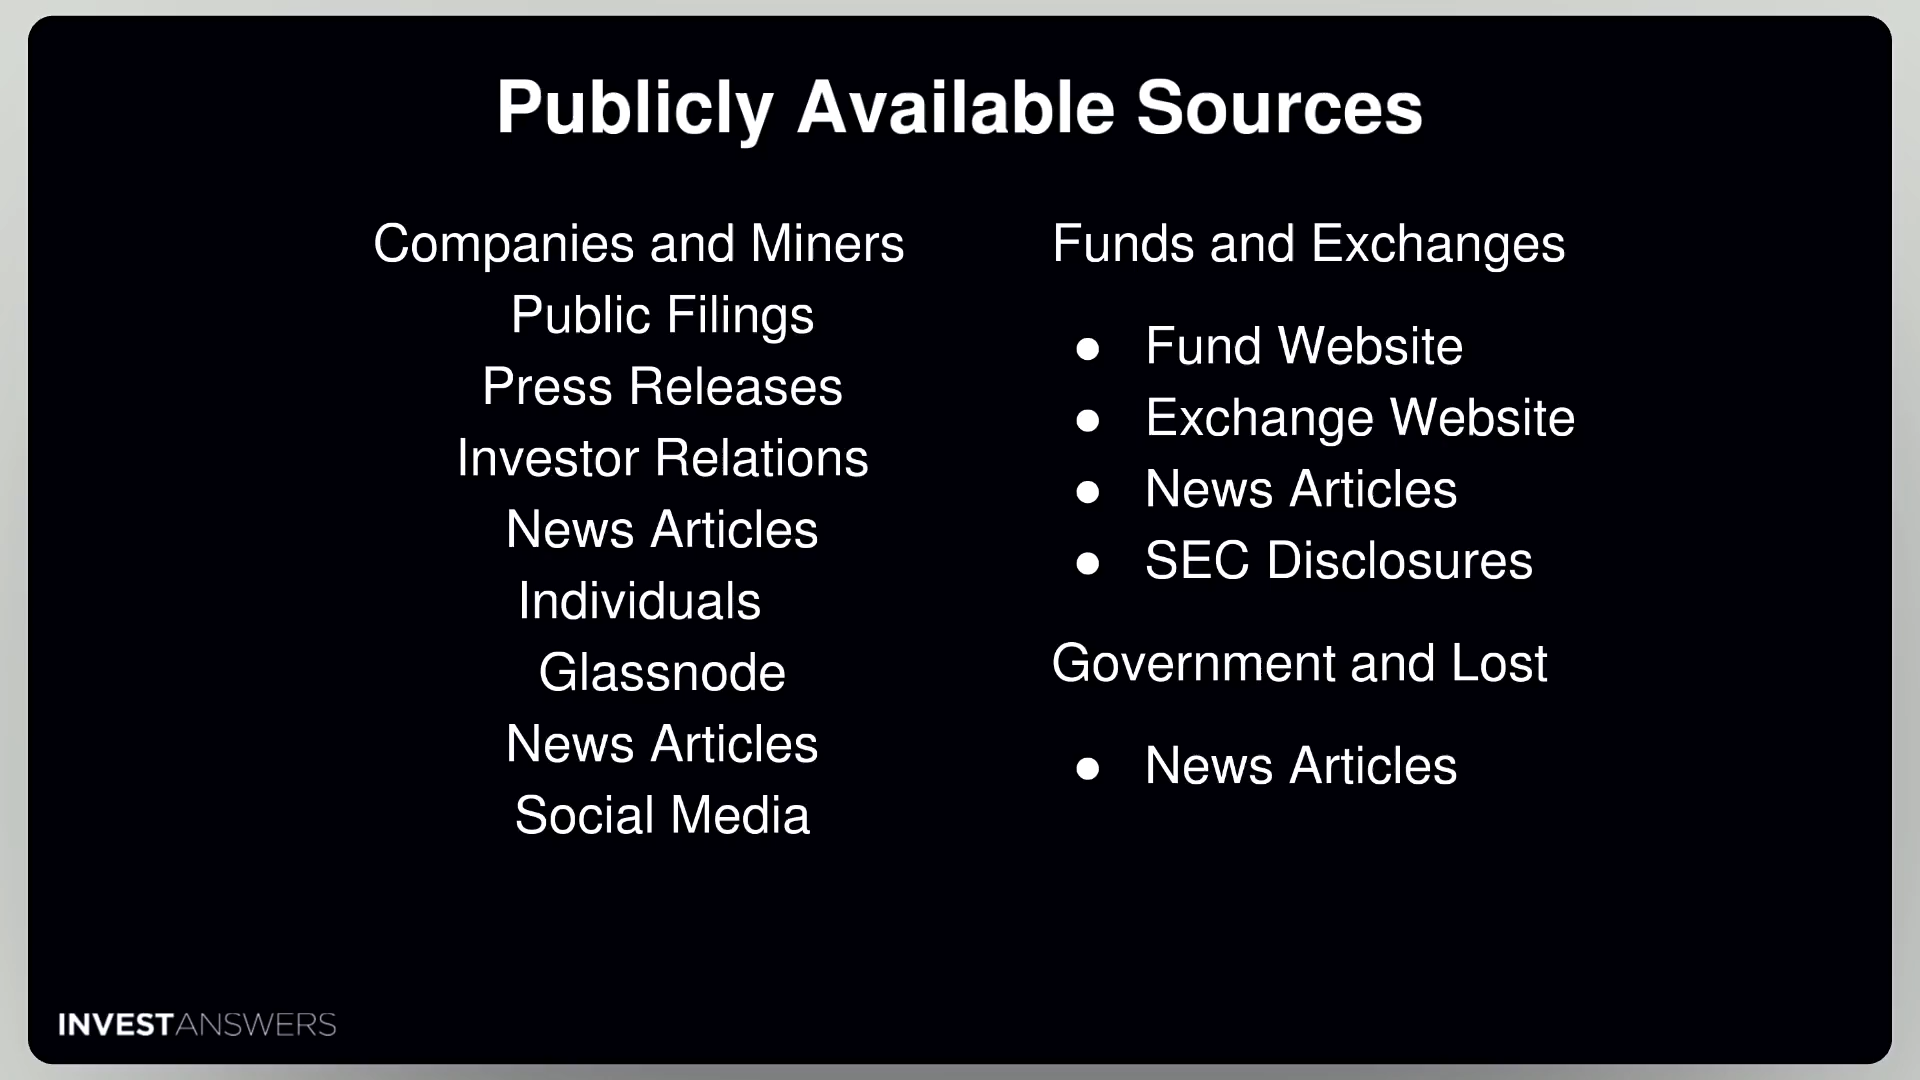 Publicly Available Sources
Companies and Miners
Public Filings
Press Releases
Investor Relations
News Articles
Individuals
Glassnode
News Articles
Social Media
Funds and Exchanges
● Fund Website
● Exchange Website
● News Articles
● SEC Disclosures
Government and Lost
● News Articles
INVESTANSWERS